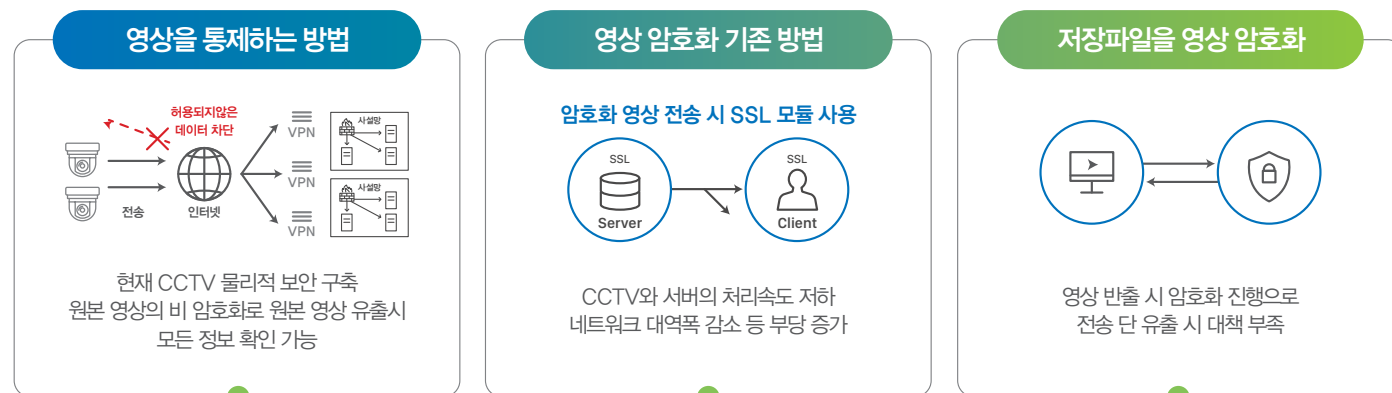 영상을 통제하는 방법
허용되지않은
데이터 차단
VPN
VPN
VPN
사설망
사설망
전송
인터넷
현재 CCTV 물리적 보안 구축
원본 영상의 비 암호화로 원본 영상 유출시
모든 정보 확인 가능
영상 암호화 기존 방법
암호화 영상 전송 시 SSL 모듈 사용
SSL
Server
SSL
Client
CCTV와 서버의 처리속도 저하
네트워크 대역폭 감소 등 부당 증가
저장파일을 영상 암호화
영상 반출 시 암호화 진행으로
전송 단 유출 시 대책 부족